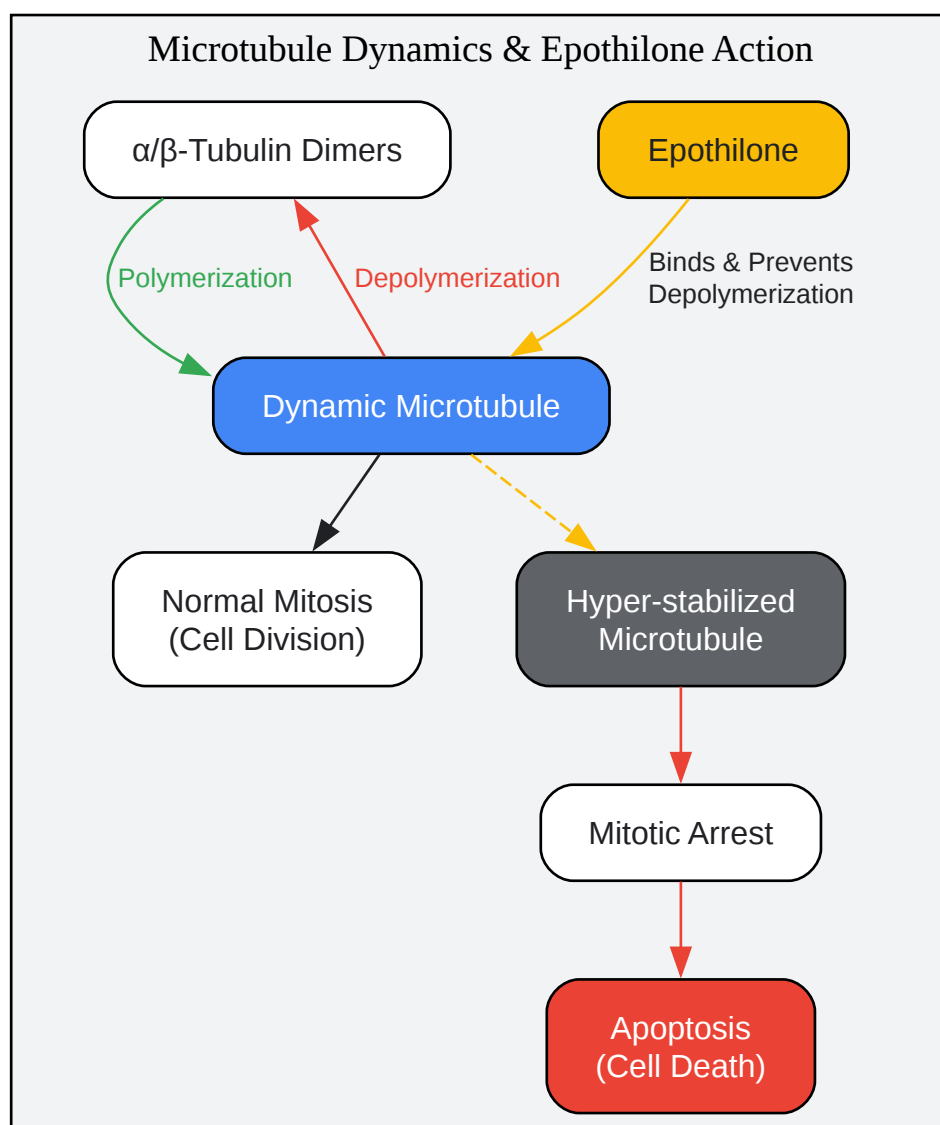 Microtubule Dynamics & Epothilone Action
α/β-Tubulin Dimers
Epothilone
Polymerization
Depolymerization
Binds & Prevents
Depolymerization
Dynamic Microtubule
Normal Mitosis
(Cell Division)
Hyper-stabilized
Microtubule
Mitotic Arrest
Apoptosis
(Cell Death)